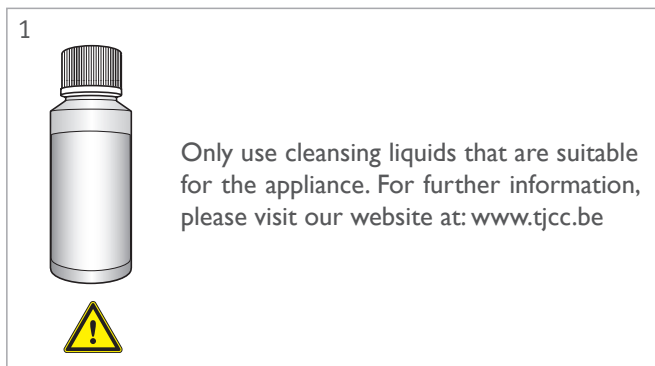 1
Only use cleansing liquids that are suitable
for the appliance. For further information,
please visit our website at: www.tjcc.be
!